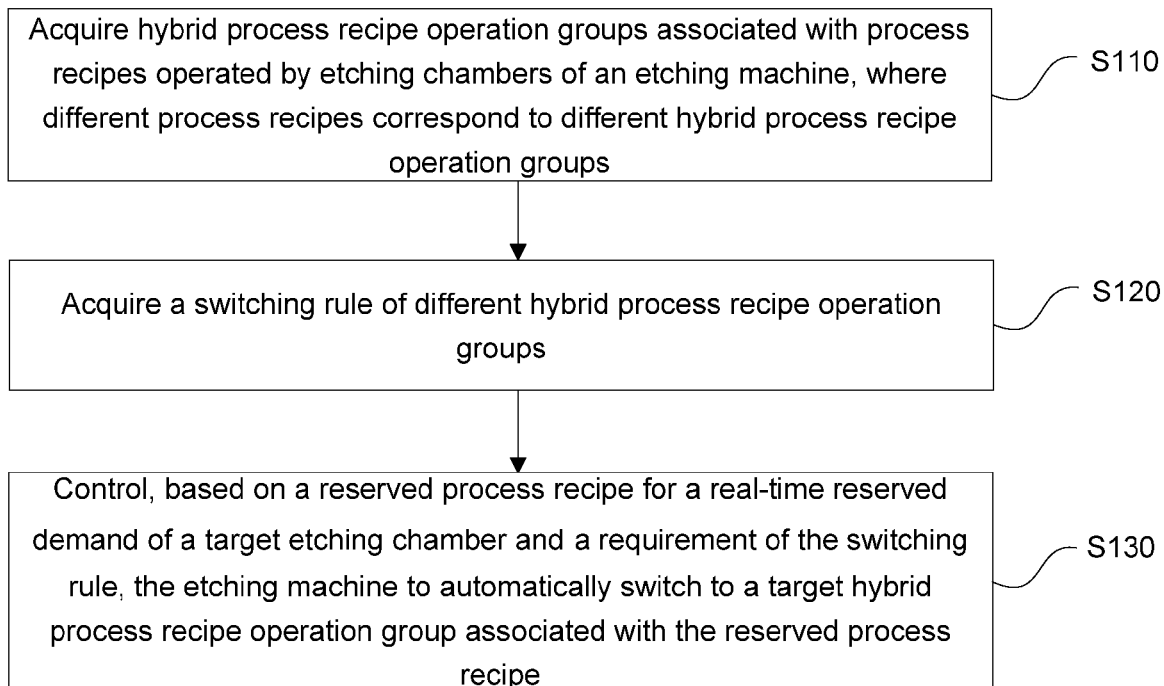 Acquire hybrid process recipe operation groups associated with process
recipes operated by etching chambers of an etching machine, where
different process recipes correspond to different hybrid process recipe
operation groups
S110
Acquire a switching rule of different hybrid process recipe operation
groups
S120
Control, based on a reserved process recipe for a real-time reserved
demand of a target etching chamber and a requirement of the switching
rule, the etching machine to automatically switch to a target hybrid
process recipe operation group associated with the reserved process
recipe
S130